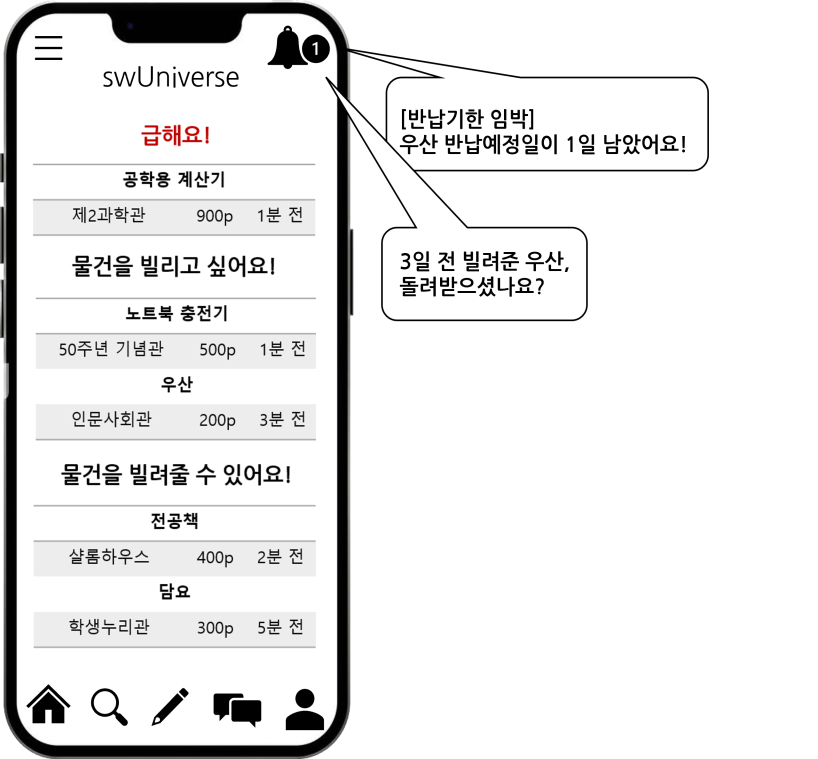 1
swUniverse
급해요!
공학용 계산기
제2과학관 900p 1분 전
물건을 빌리고 싶어요!
노트북 충전기
50주년 기념관 500p 1분 전
우산
인문사회관 200p 3분 전
물건을 빌려줄 수 있어요!
전공책
샬롬하우스 400p 2분 전
담요
학생누리관 300p 5분 전
[반납기한 임박]
우산 반납예정일이 1일 남았어요!
3일 전 빌려준 우산,
돌려받으셨나요?